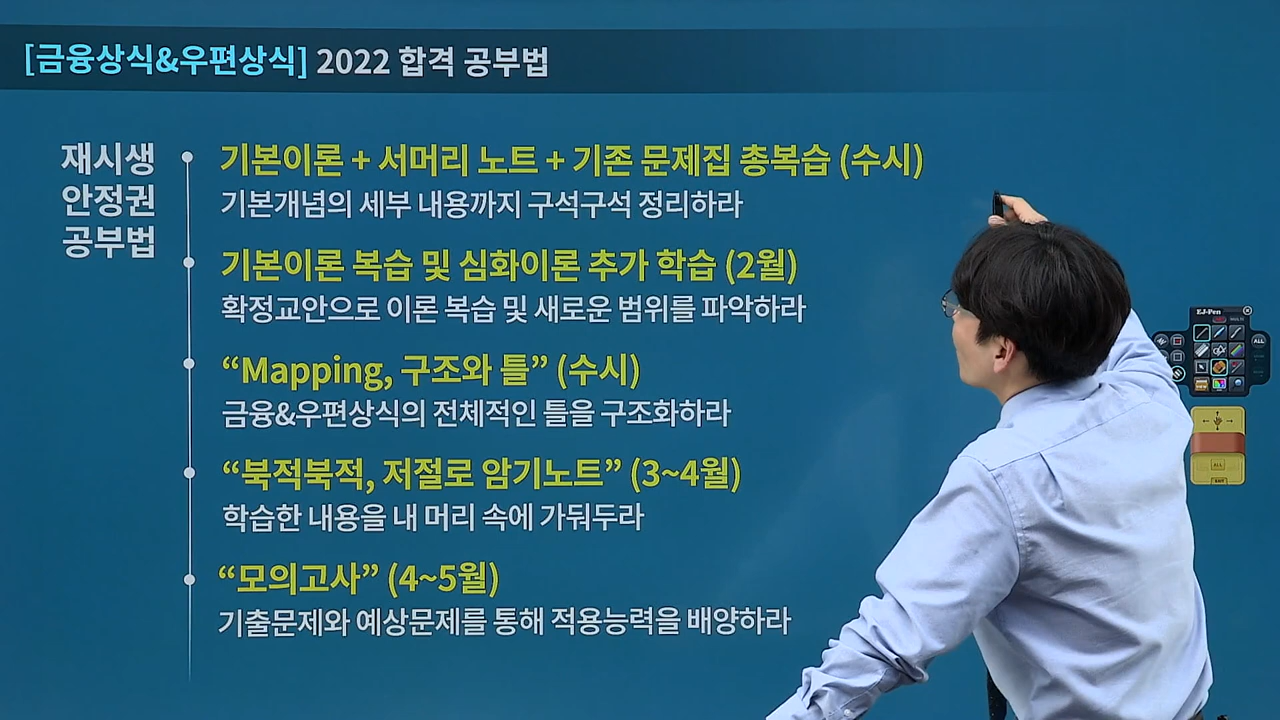 [금융상식&우편상식] 2022 합격 공부법
재시생
안정권
공부법
기본이론 + 서머리 노트 + 기존 문제집 총복습 (수시)
기본개념의 세부 내용까지 구석구석 정리하라
기본이론 복습 및 심화이론 추가 학습 (2월)
확정교안으로 이론 복습 및 새로운 범위를 파악하라
“Mapping, 구조와 틀” (수시)
금융&우편상식의 전체적인 틀을 구조화하라
“북적북적, 저절로 암기노트” (3~4월)
학습한 내용을 내 머리 속에 가둬두라
“모의고사” (4~5월)
기출문제와 예상문제를 통해 적용능력을 배양하라
EJ-Pen
ALL
ALL
EXIT